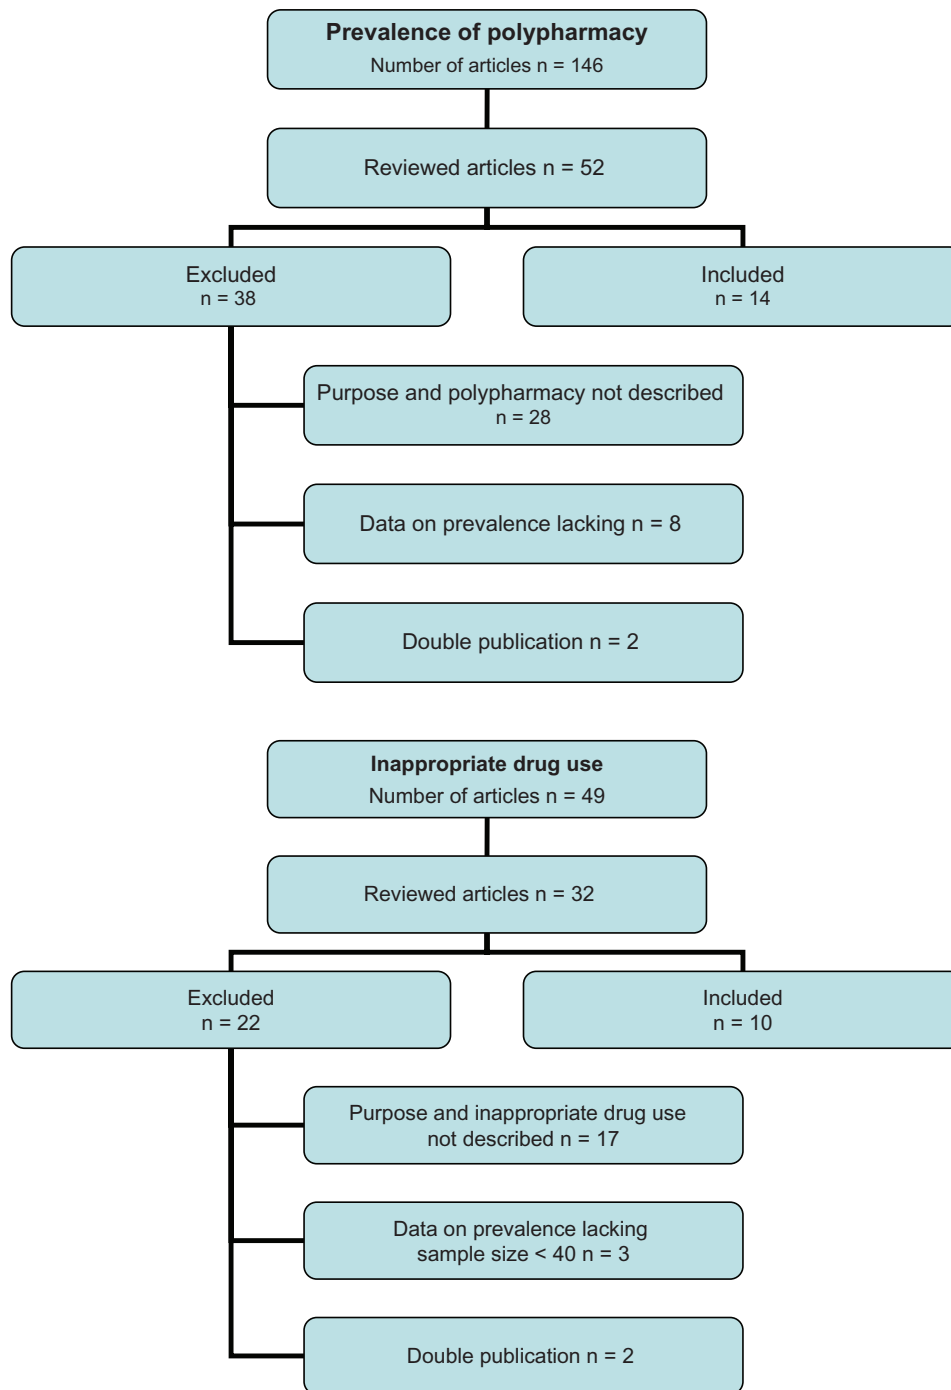 Prevalence of polypharmacy
Number of articles n = 146
Reviewed articles n = 52
Excluded
n = 38
Included
n = 14
Purpose and polypharmacy not described
n = 28
Data on prevalence lacking n = 8
Double publication n = 2
Inappropriate drug use
Number of articles n = 49
Reviewed articles n = 32
Excluded
n = 22
Included
n = 10
Purpose and inappropriate drug use
not described n = 17
Data on prevalence lacking
sample size < 40 n = 3
Double publication n = 2